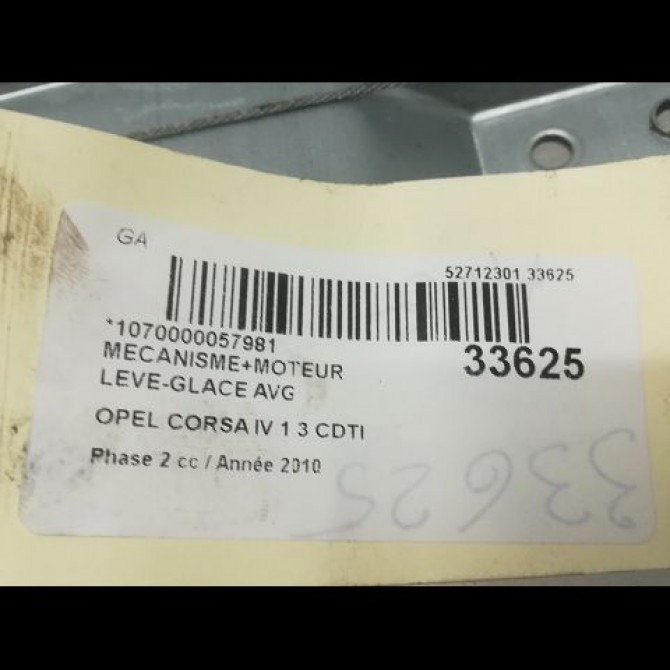 GA
52712301 33625
*1070000057981
33625
MECANISME+MOTEUR
LEVE-GLACE AVG
OPEL CORSA IV 1 3 CDTI
Phase 2 cc / Année 2010
33625